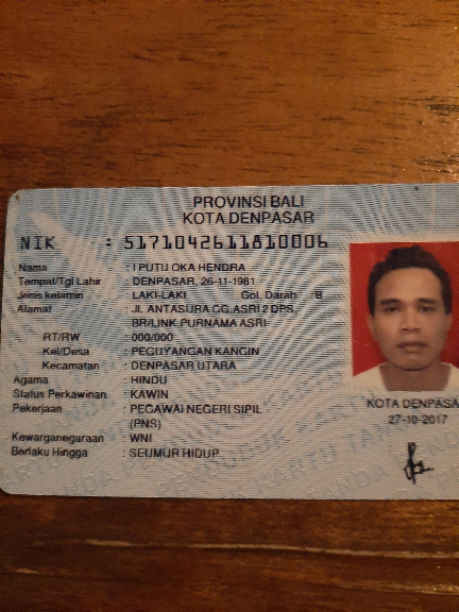 PROVINSI BALI
KOTA DENPASAR
NIK : 5171042611810006
Nama : I PUTU OKA HENDRA
Tempat/Tgl Lahir : DENPASAR, 26-11-1981
Jenis kelamin : LAKI-LAKI Gol. Darah : B
Alamat : JL ANTASURA GG.ASRI 2 DPS,
BR/LINK PURNAMA ASRI
RT/RW : 000/000
Kel/Desa : PEGUYANGAN KANGIN
Kecamatan : DENPASAR UTARA
Agama : HINDU
Status Perkawinan : KAWIN
Pekerjaan : PEGAWAI NEGERI SIPIL
(PNS)
Kewarganegaraan : WNI
Berlaku Hingga : SEUMUR HIDUP
KOTA DENPASA
27-10-2017